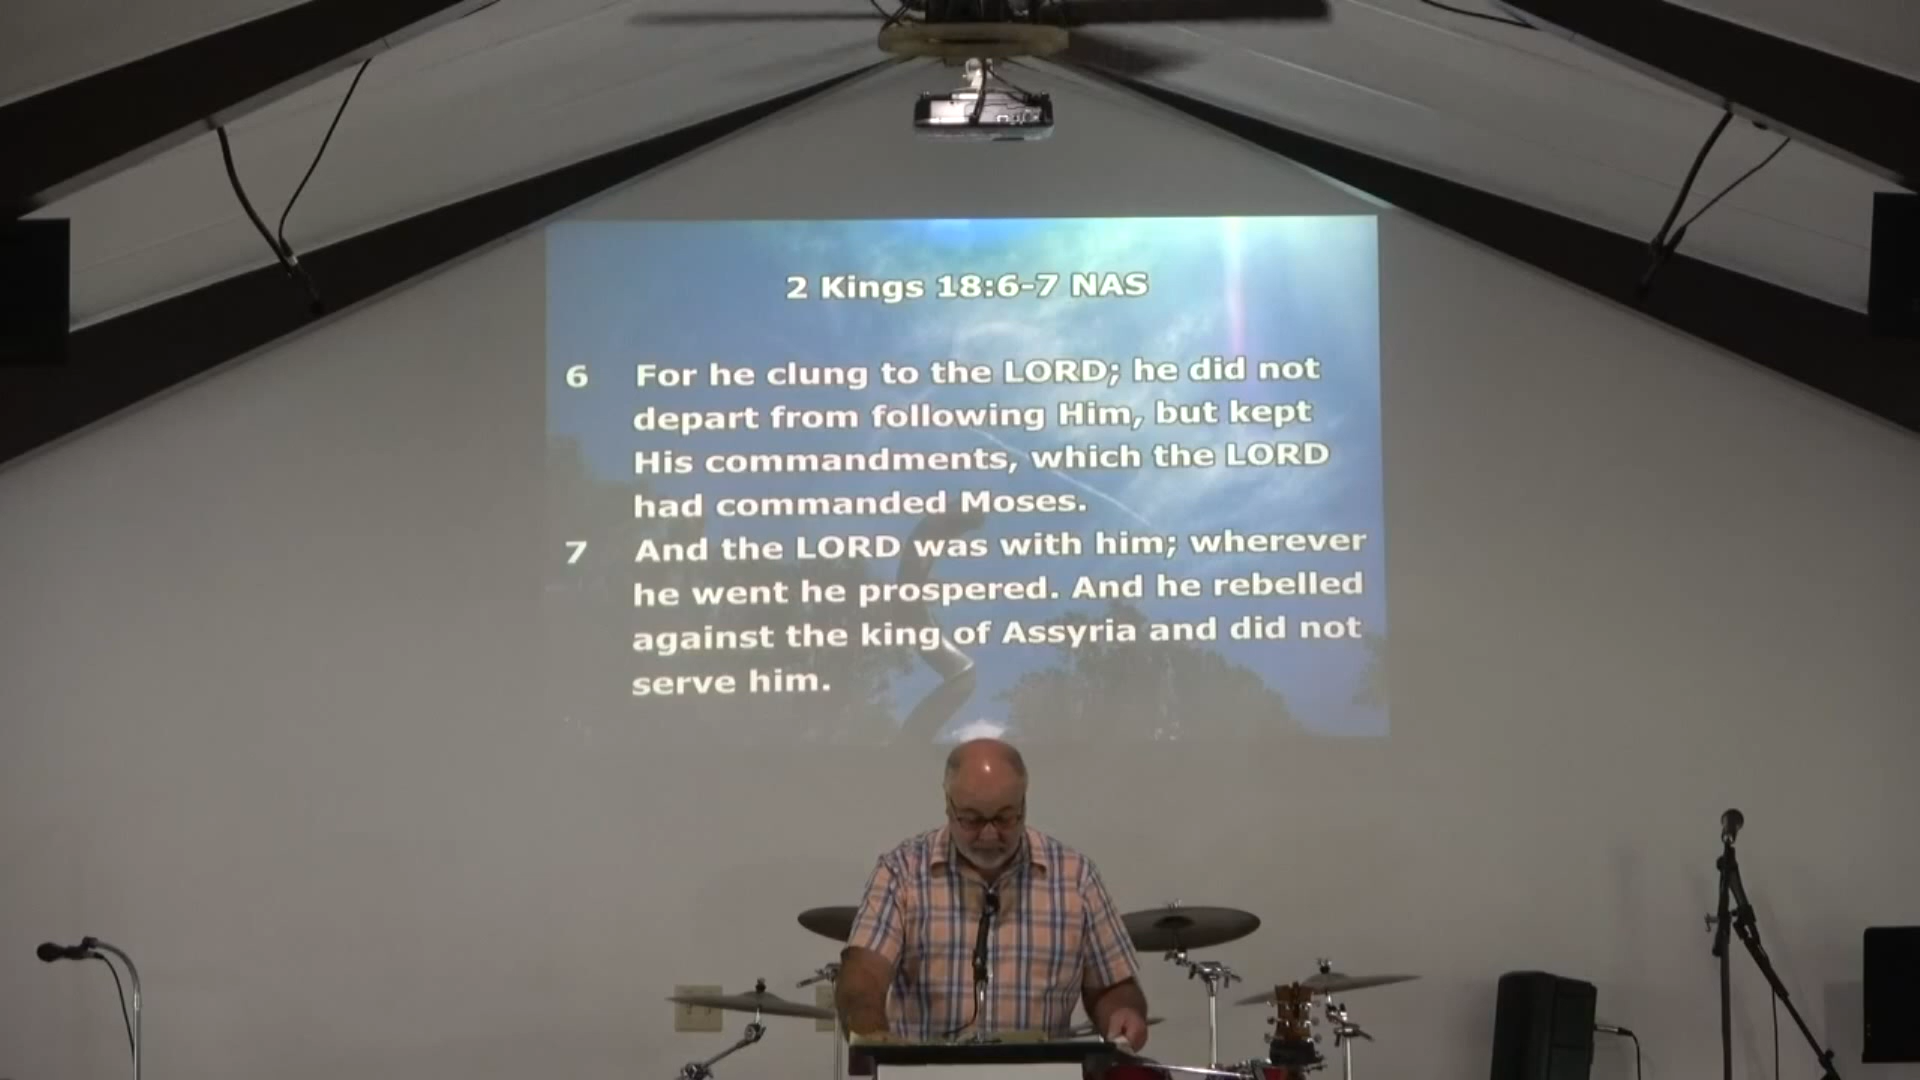 2 Kings 18:6-7 NAS
6 For he clung to the LORD; he did not
depart from following Him, but kept
His commandments, which the LORD
had commanded Moses.
7 And the LORD was with him; wherever
he went he prospered. And he rebelled
against the king of Assyria and did not
serve him.